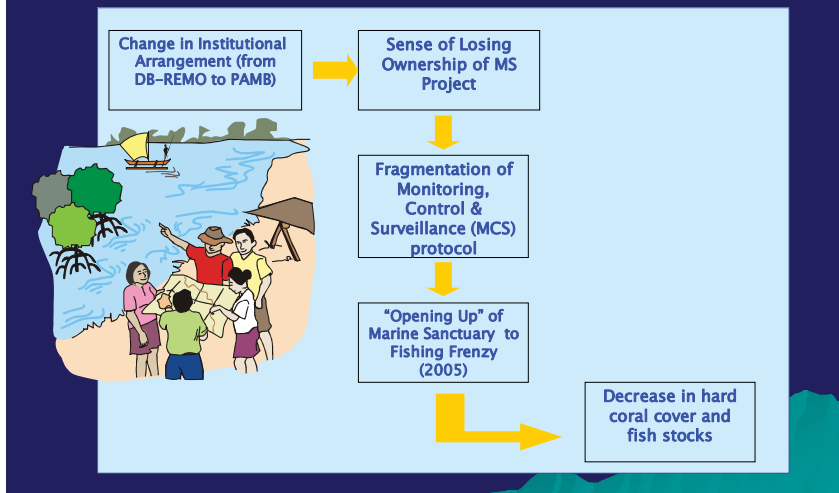 Change in Institutional
Arrangement (from
DB-REMO to PAMB)
Sense of Losing
Ownership of MS
Project
Fragmentation of
Monitoring,
Control &
Surveillance (MCS)
protocol
“Opening Up” of
Marine Sanctuary to
Fishing Frenzy
(2005)
Decrease in hard
coral cover and
fish stocks